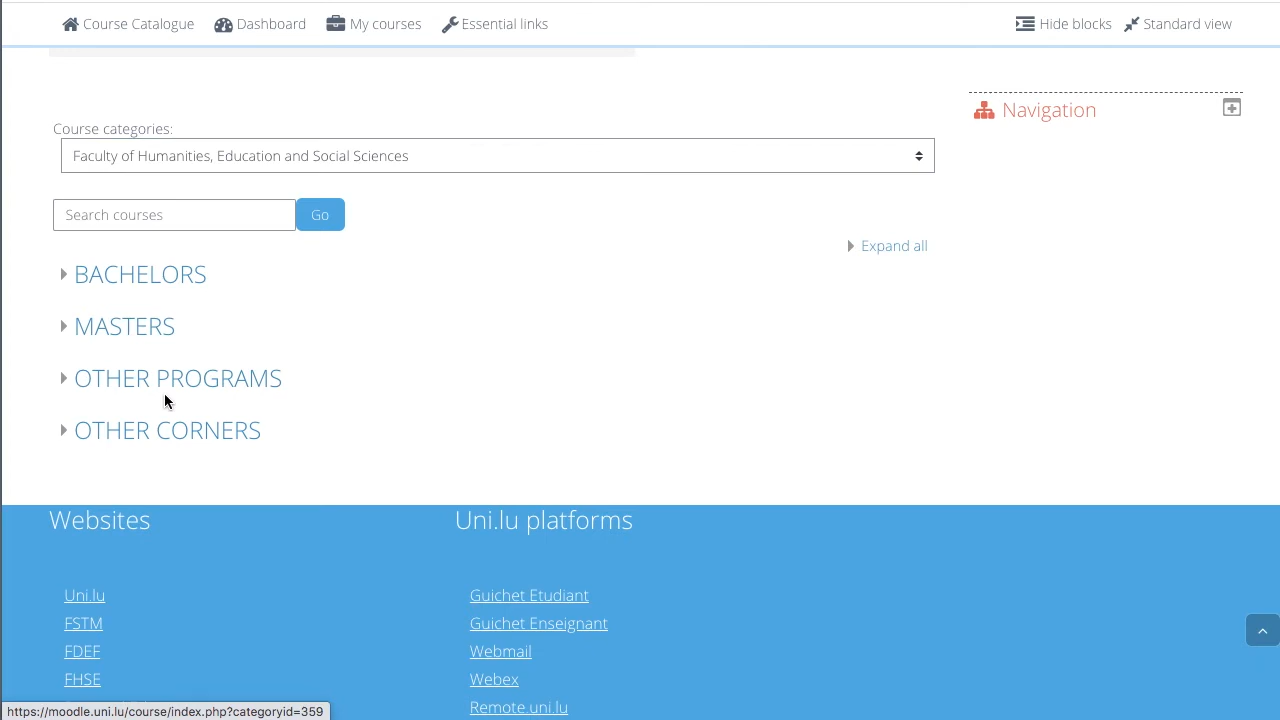 Course Catalogue Dashboard My courses Essential links Hide blocks Standard view
Navigation
Course categories:
Faculty of Humanities, Education and Social Sciences
Search courses Go
Expand all
BACHELORS
MASTERS
OTHER PROGRAMS
OTHER CORNERS
Websites Uni.lu platforms
Uni.lu Guichet Etudiant
FSTM Guichet Enseignant
FDEF Webmail
FHSE Webex
Remote.uni.lu
https://moodle.uni.lu/course/index.php?categoryid=359